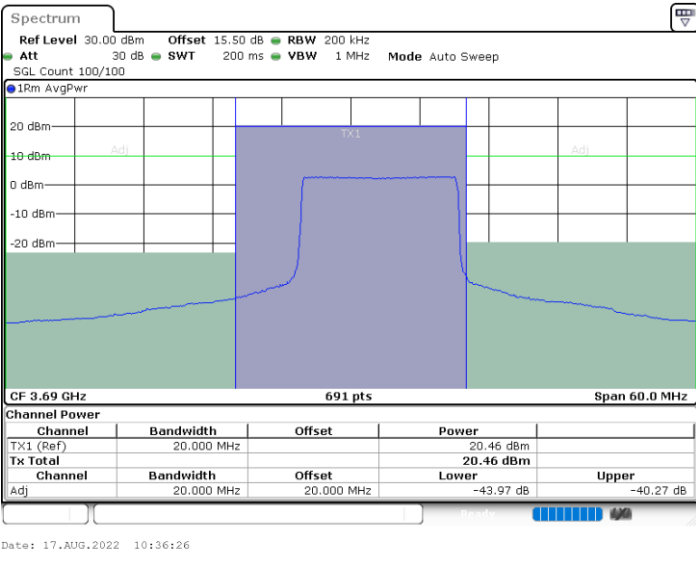 Spectrum
Ref Level 30.00 dBm Offset 15.50 dB RBW 200 kHz
Att 30 dB SWT 200 ms VBW 1 MHz Mode Auto Sweep
SGL Count 100/100
1Rm AvgPwr
20 dBm
TX1
Adj Adj
10 dBm
0 dBm
-10 dBm
-20 dBm
CF 3.69 GHz 691 pts Span 60.0 MHz
Channel Power
Channel Bandwidth Offset Power
TX1 (Ref) 20.000 MHz 20.46 dBm
Tx Total 20.46 dBm
Channel Bandwidth Offset Lower Upper
Adj 20.000 MHz 20.000 MHz -43.97 dB -40.27 dB
Ready
Date: 17.AUG.2022 10:36:26